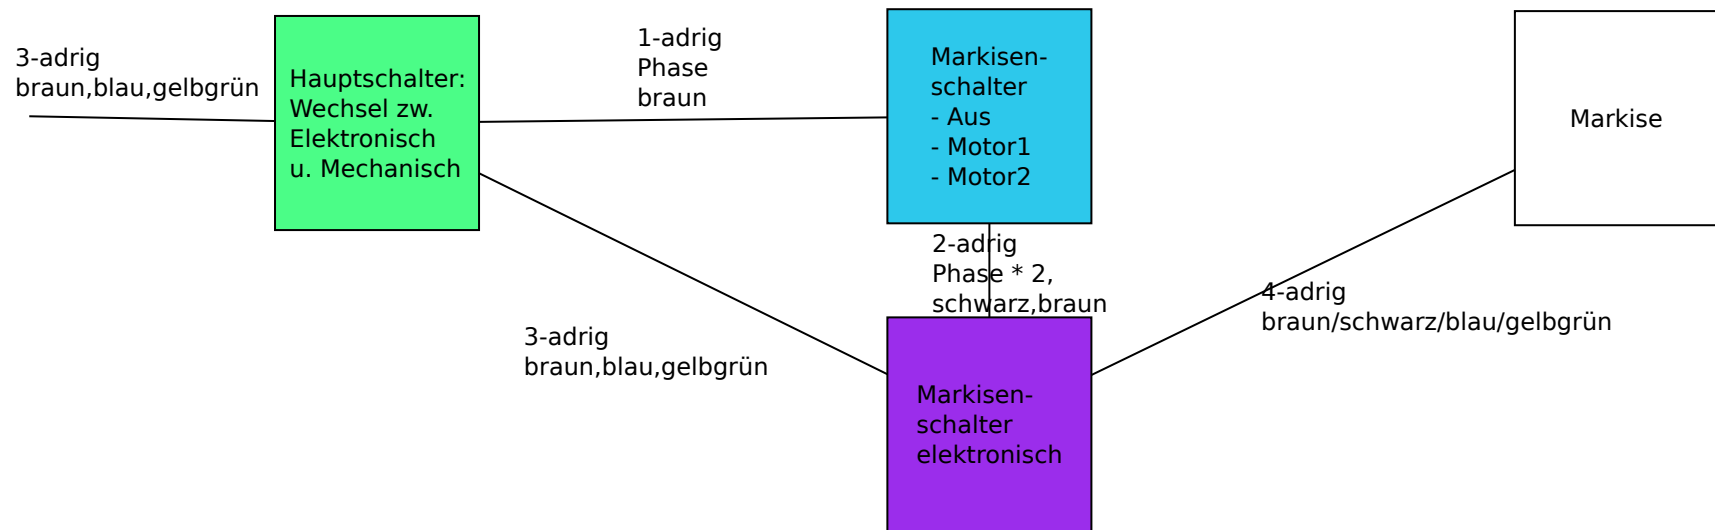 3-adrig
braun,blau,gelbgrün
Hauptschalter:
Wechsel zw.
Elektronisch
u. Mechanisch
1-adrig
Phase
braun
Markisen-
schalter
- Aus
- Motor1
- Motor2
Markise
2-adrig
Phase * 2,
schwarz,braun
4-adrig
braun/schwarz/blau/gelbgrün
3-adrig
braun,blau,gelbgrün
Markisen-
schalter
elektronisch